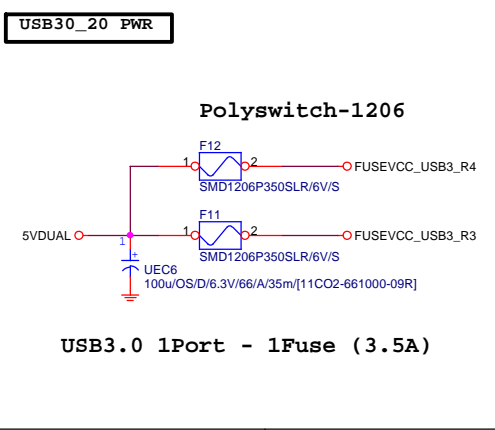 USB30_20 PWR
Polyswitch-1206
F12
1 2
FUSEVCC_USB3_R4
SMD1206P350SLR/6V/S
F11
5VDUAL
1 2
FUSEVCC_USB3_R3
1
SMD1206P350SLR/6V/S
+
UEC6
100u/OS/D/6.3V/66/A/35m/[11CO2-661000-09R]
USB3.0 1Port - 1Fuse (3.5A)